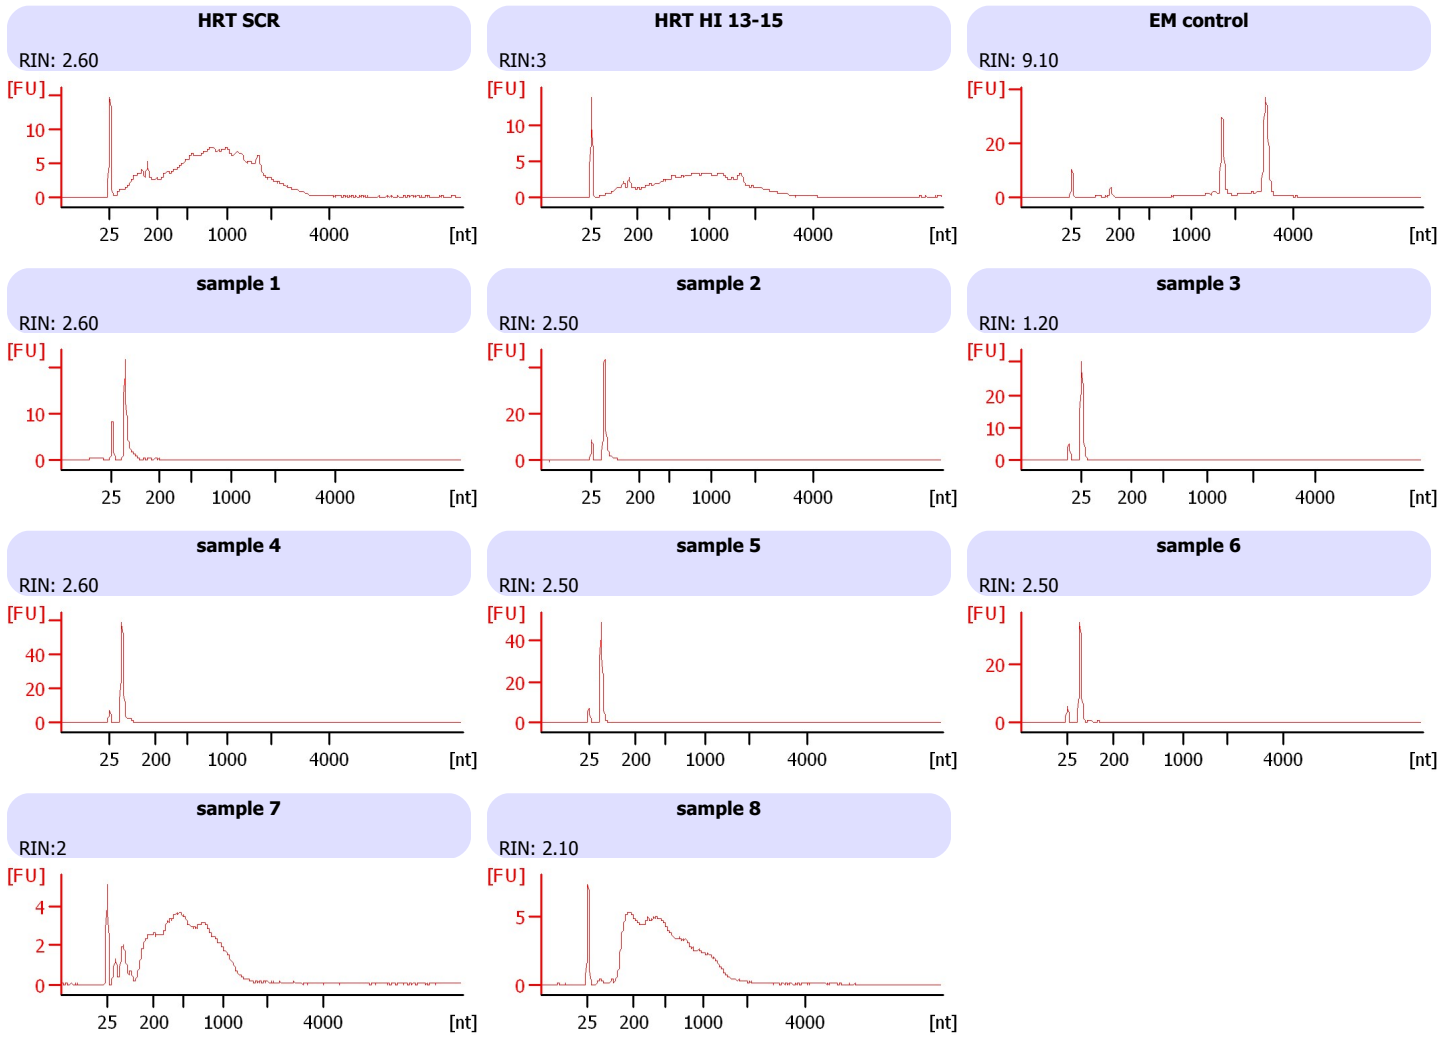 HRT SCR
RIN: 2.60
[FU]
10
5
0
25 200 1000 4000 [nt]
HRT HI 13-15
RIN:3
[FU]
10
5
0
25 200 1000 4000 [nt]
EM control
RIN: 9.10
[FU]
20
0
25 200 1000 4000 [nt]
sample 1
RIN: 2.60
[FU]
10
0
25 200 1000 4000 [nt]
sample 2
RIN: 2.50
[FU]
20
0
25 200 1000 4000 [nt]
sample 3
RIN: 1.20
[FU]
20
10
0
25 200 1000 4000 [nt]
sample 4
RIN: 2.60
[FU]
40
20
0
25 200 1000 4000 [nt]
sample 5
RIN: 2.50
[FU]
40
20
0
25 200 1000 4000 [nt]
sample 6
RIN: 2.50
[FU]
20
0
25 200 1000 4000 [nt]
sample 7
RIN:2
[FU]
4
2
0
25 200 1000 4000 [nt]
sample 8
RIN: 2.10
[FU]
5
0
25 200 1000 4000 [nt]